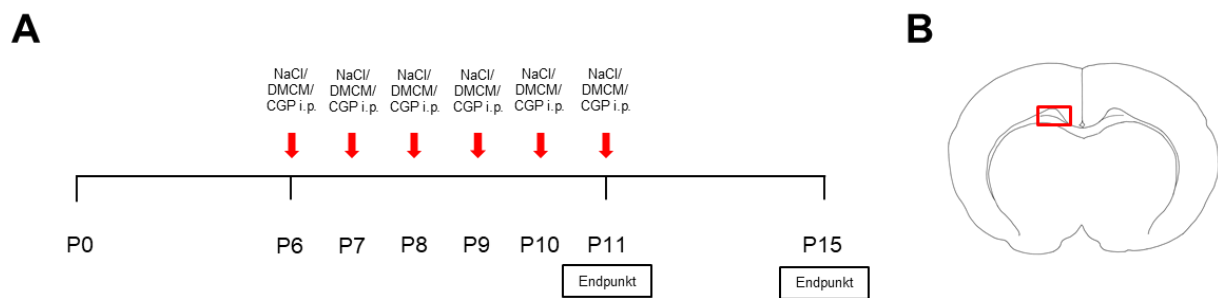 A
B
NaCl/
DMCM/
CGP i.p.
NaCl/
DMCM/
CGP i.p.
NaCl/
DMCM/
CGP i.p.
NaCl/
DMCM/
CGP i.p.
NaCl/
DMCM/
CGP i.p.
NaCl/
DMCM/
CGP i.p.
P0
P6
P7
P8
P9
P10
P11
P15
Endpunkt
Endpunkt